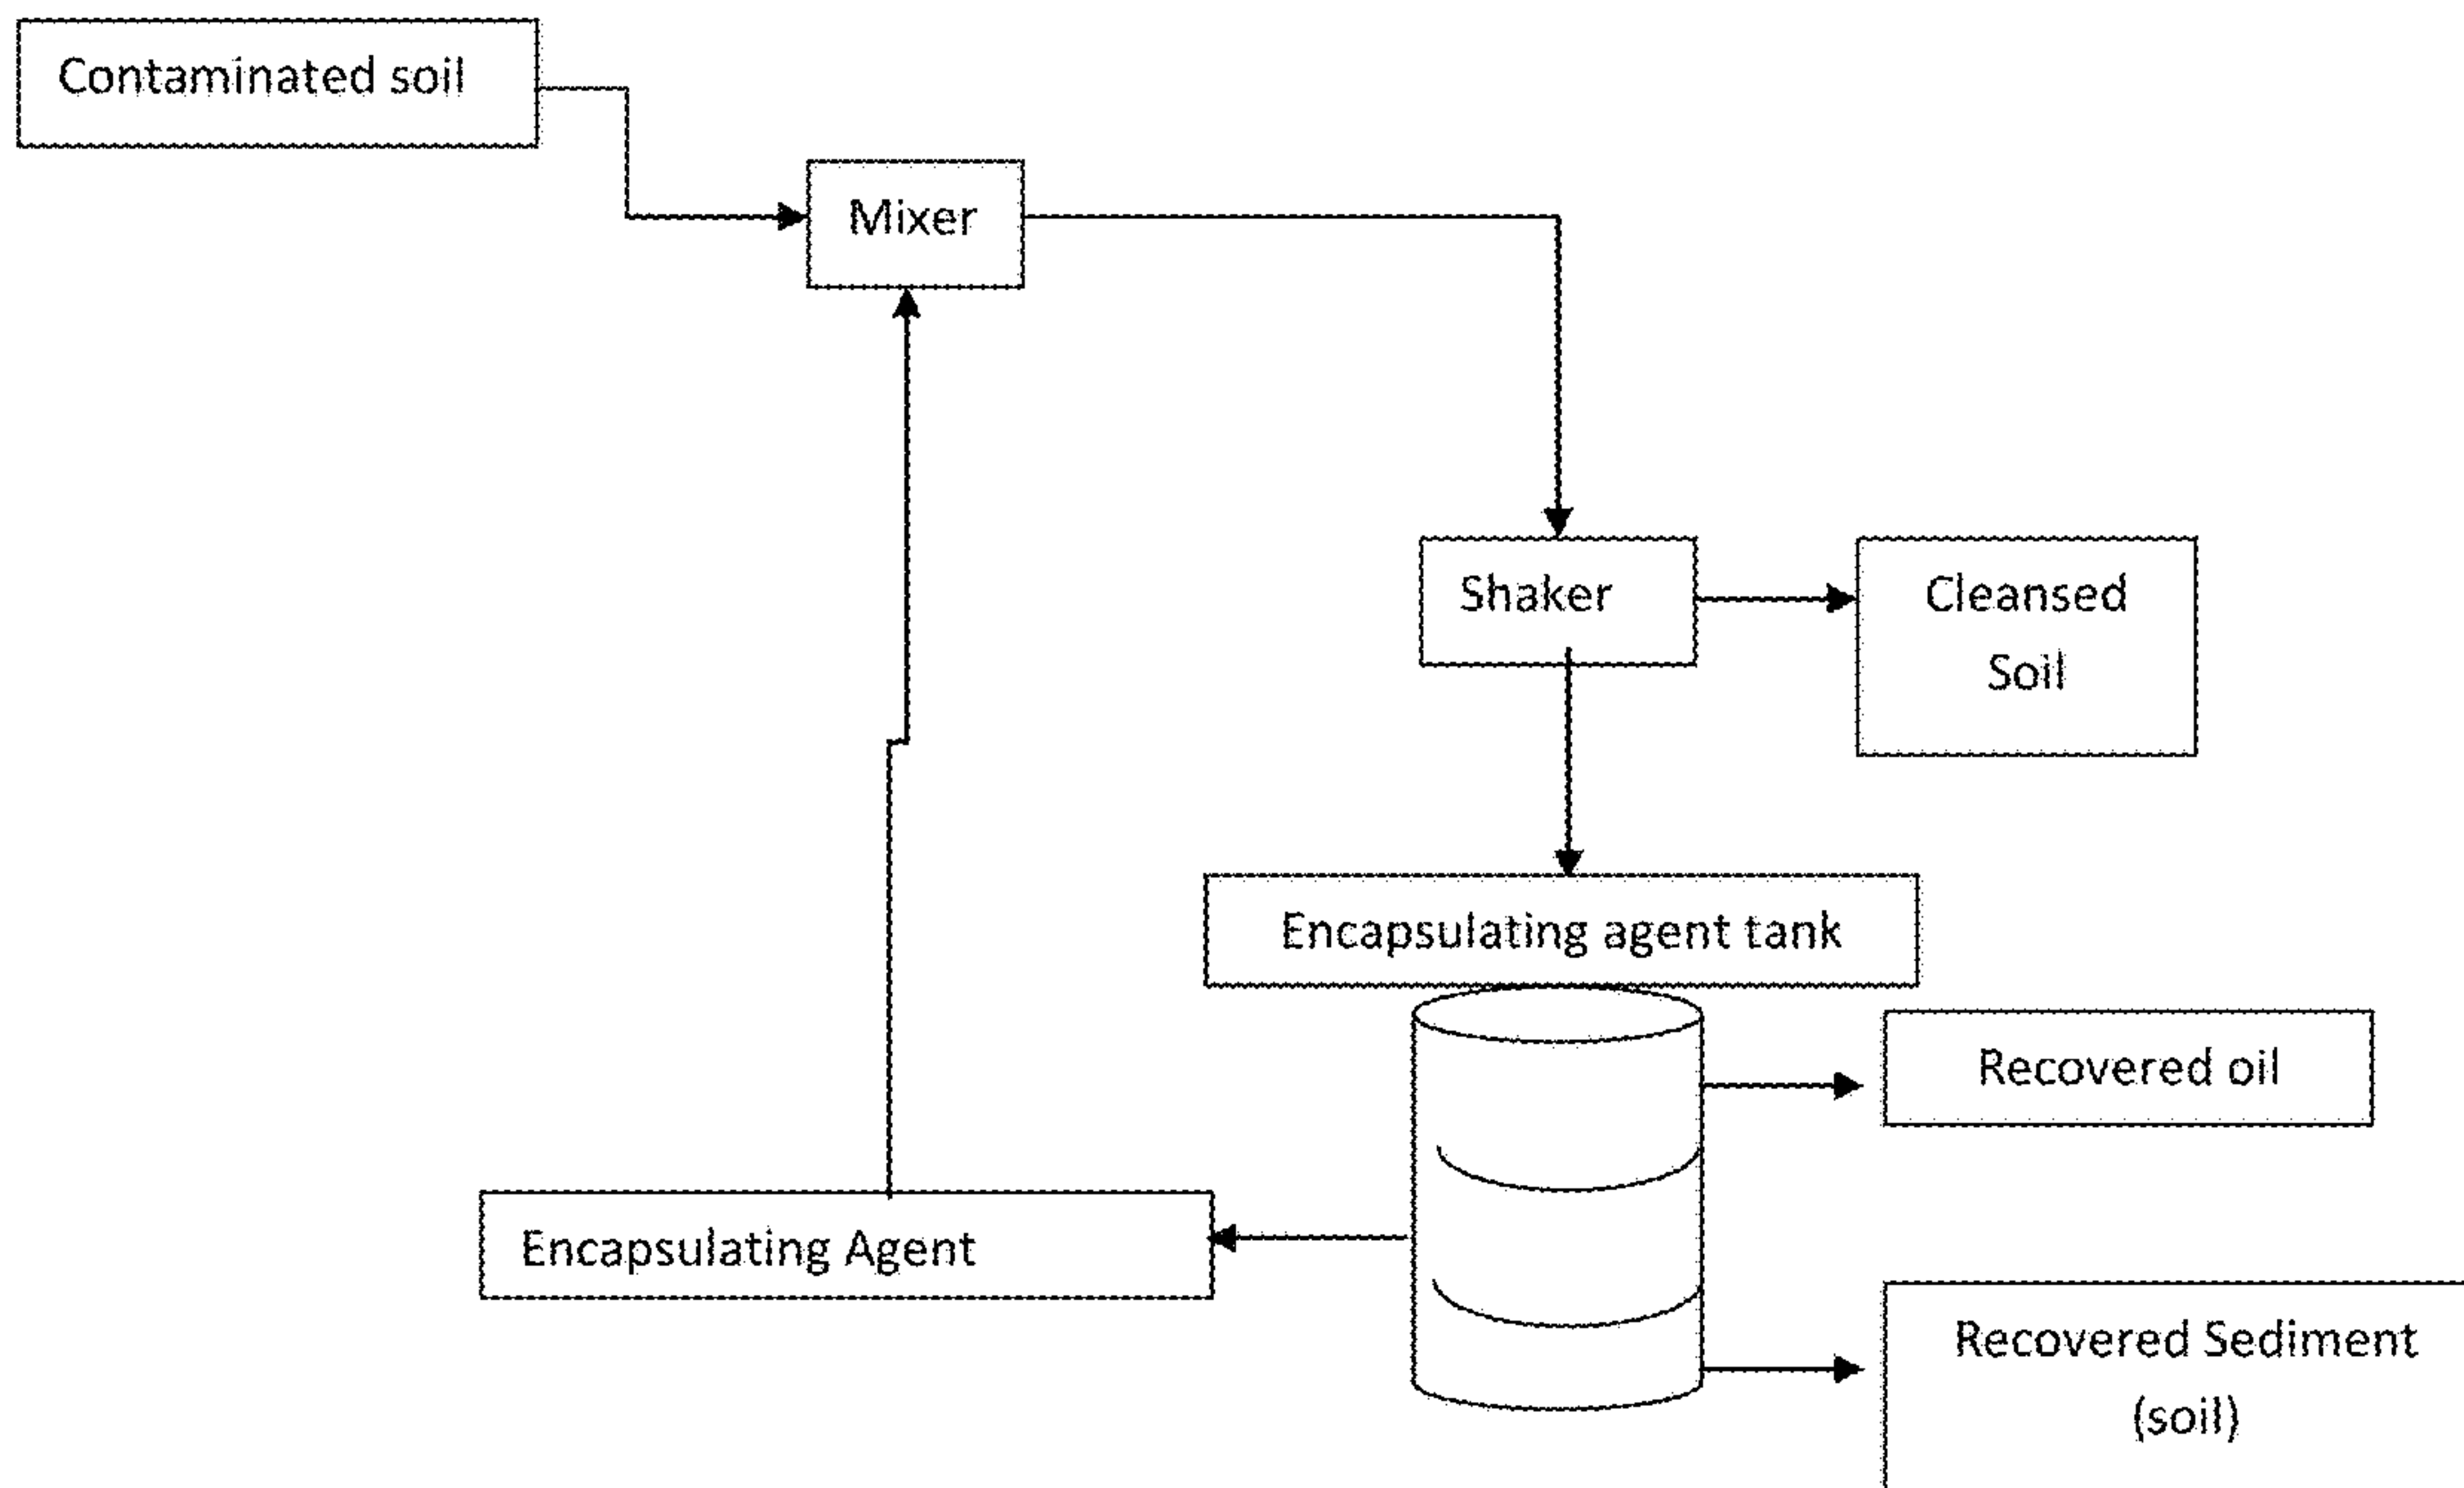 Contaminated soil
Mixer
Shaker
Cleansed
Soil
Encapsulating agent tank
Recovered oil
Encapsulating Agent
Recovered Sediment
(soil)